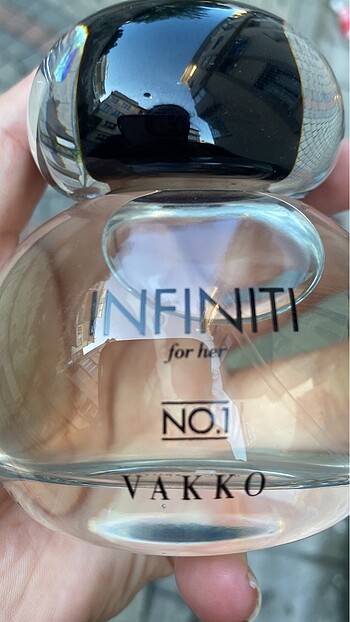 INFINITI
for her
NO.1
VAKKO